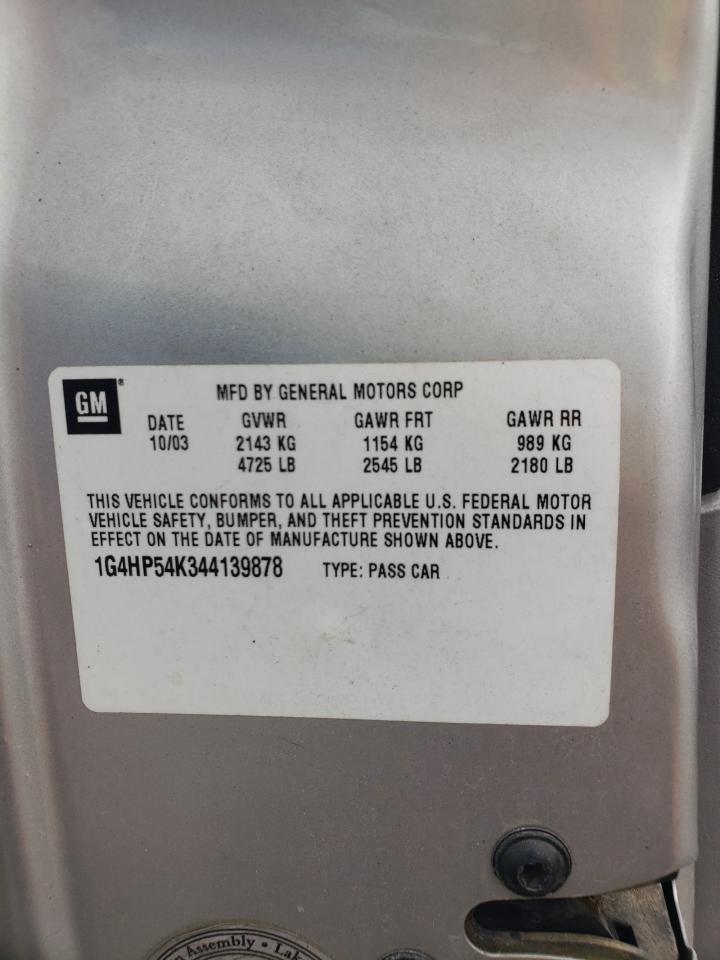 GM®
MFD BY GENERAL MOTORS CORP
DATE GVWR GAWR FRT GAWR RR
10/03 2143 KG 1154 KG 989 KG
4725 LB 2545 LB 2180 LB
THIS VEHICLE CONFORMS TO ALL APPLICABLE U.S. FEDERAL MOTOR
VEHICLE SAFETY, BUMPER, AND THEFT PREVENTION STANDARDS IN
EFFECT ON THE DATE OF MANUFACTURE SHOWN ABOVE.
1G4HP54K344139878 TYPE: PASS CAR
Assembly •